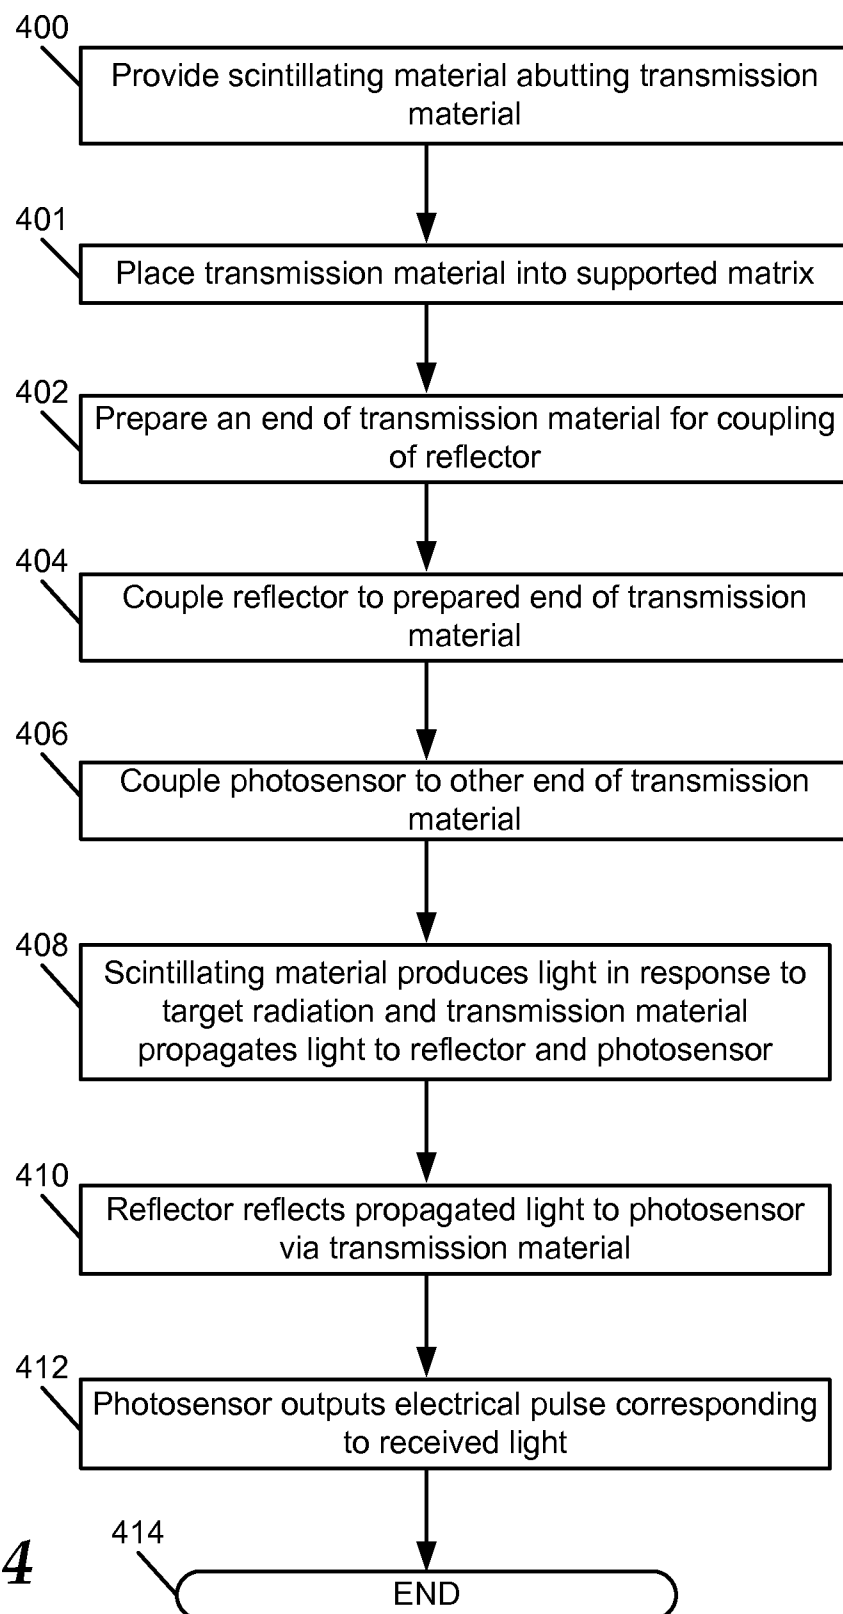 400
Provide scintillating material abutting transmission
material
401
Place transmission material into supported matrix
402
Prepare an end of transmission material for coupling
of reflector
404
Couple reflector to prepared end of transmission
material
406
Couple photosensor to other end of transmission
material
408
Scintillating material produces light in response to
target radiation and transmission material
propagates light to reflector and photosensor
410
Reflector reflects propagated light to photosensor
via transmission material
412
Photosensor outputs electrical pulse corresponding
to received light
4
414
END